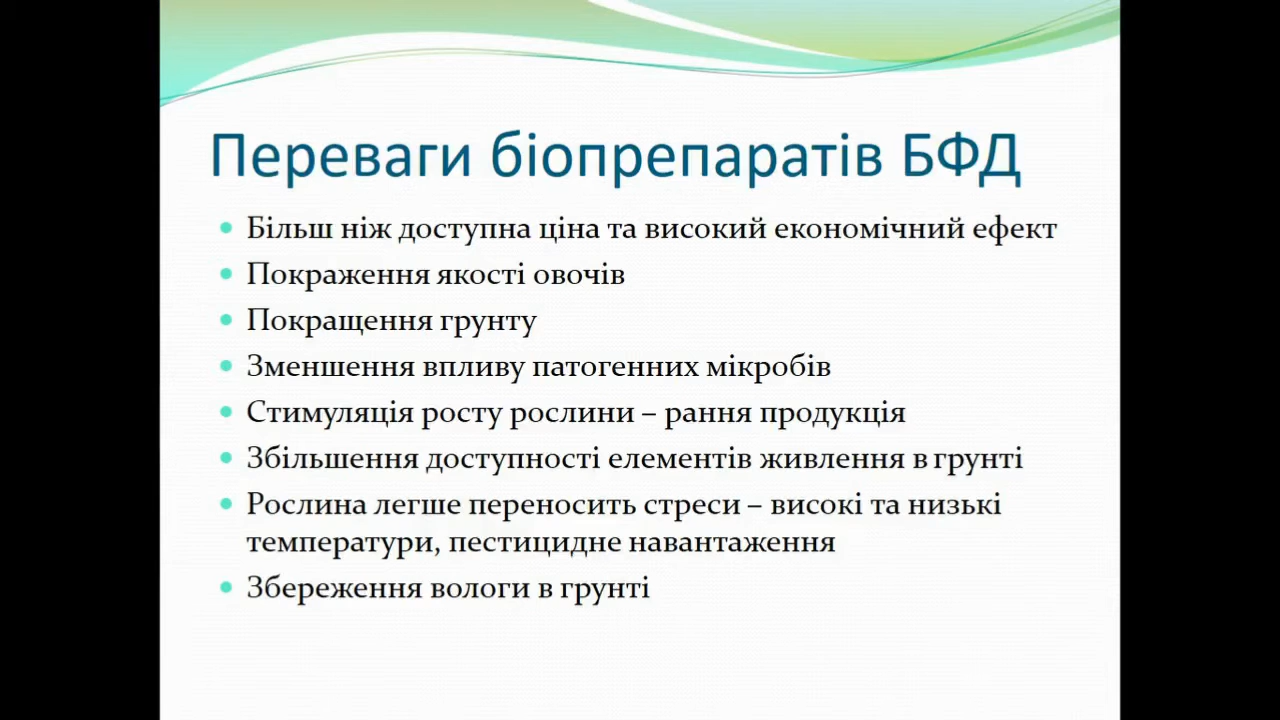 Переваги біопрепаратів БФД
Більш ніж доступна ціна та високий економічний ефект
Покраження якості овочів
Покращення грунту
Зменшення впливу патогенних мікробів
Стимуляція росту рослини – рання продукція
Збільшення доступності елементів живлення в грунті
Рослина легше переносить стреси – високі та низькі
температури, пестицидне навантаження
Збереження вологи в грунті